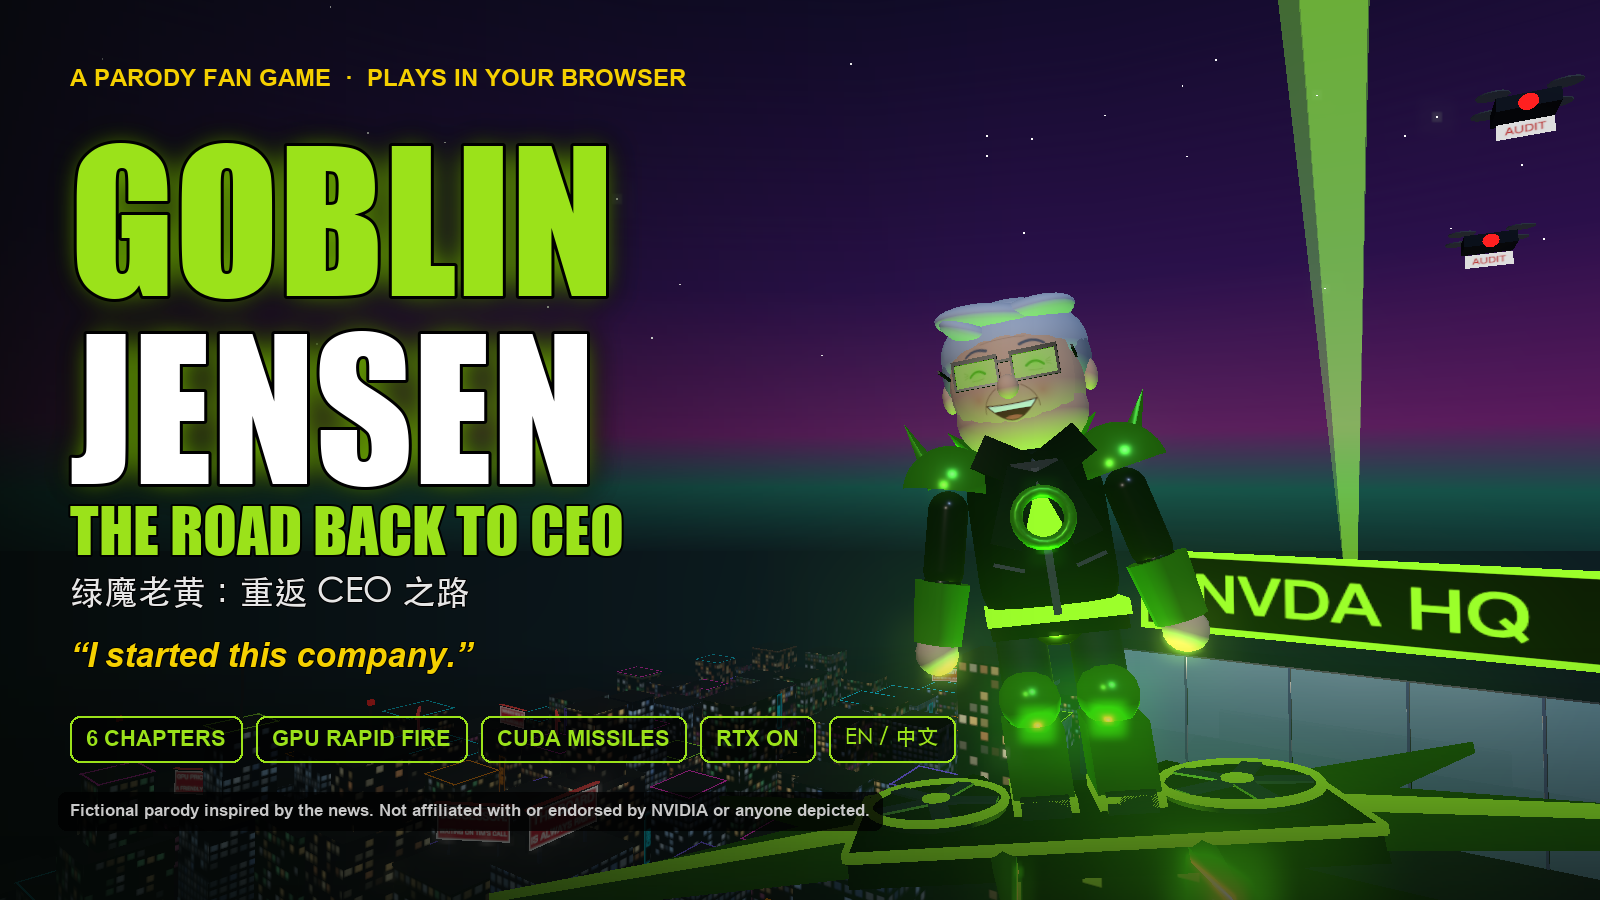 A PARODY FAN GAME · PLAYS IN YOUR BROWSER
GOBLIN
JENSEN
THE ROAD BACK TO CEO
绿魔老黄：重返 CEO 之路
“I started this company.”
6 CHAPTERS
GPU RAPID FIRE
CUDA MISSILES
RTX ON
EN / 中文
Fictional parody inspired by the news. Not affiliated with or endorsed by NVIDIA or anyone depicted.
AUDIT
AUDIT
NVDA HQ